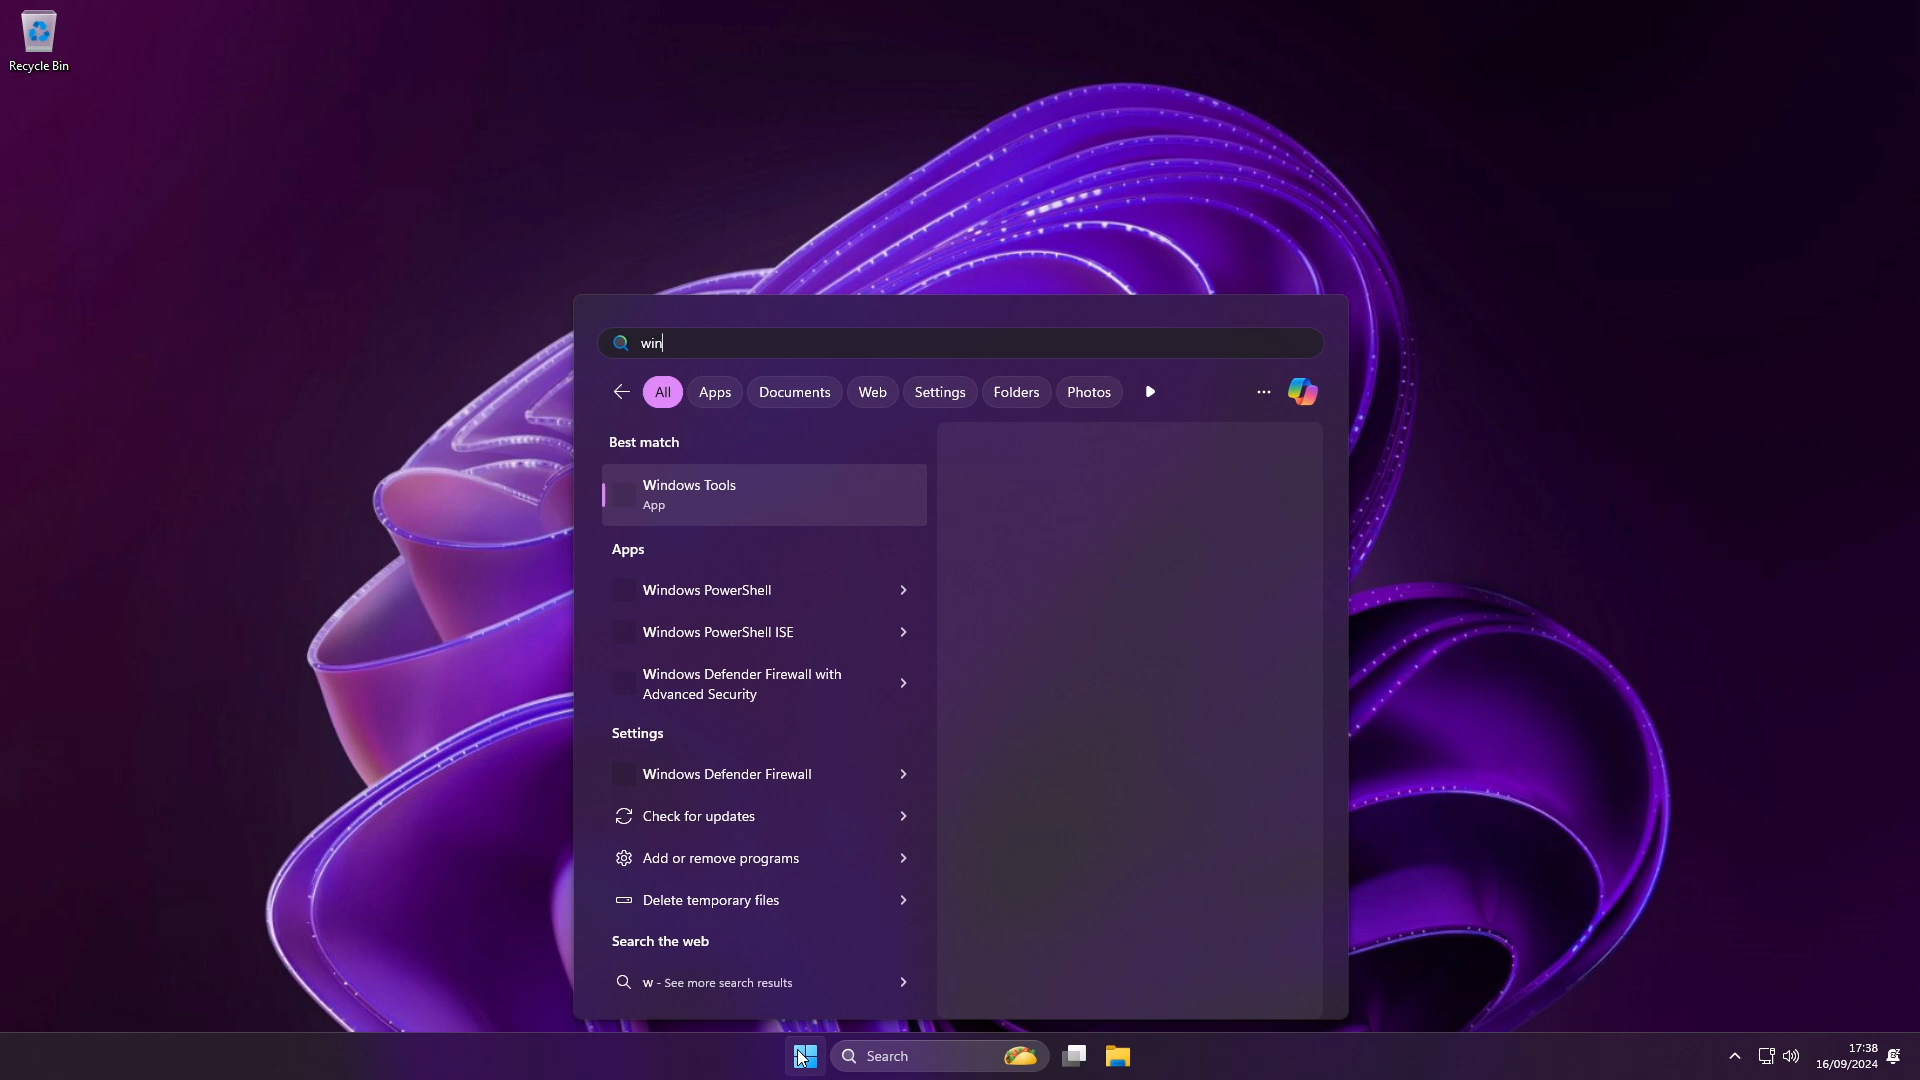 Recycle Bin
win
All Apps Documents Web Settings Folders Photos
Best match
Windows Tools
App
Apps
Windows PowerShell
Windows PowerShell ISE
Windows Defender Firewall with
Advanced Security
Settings
Windows Defender Firewall
Check for updates
Add or remove programs
Delete temporary files
Search the web
w - See more search results
Search
17:38
16/09/2024